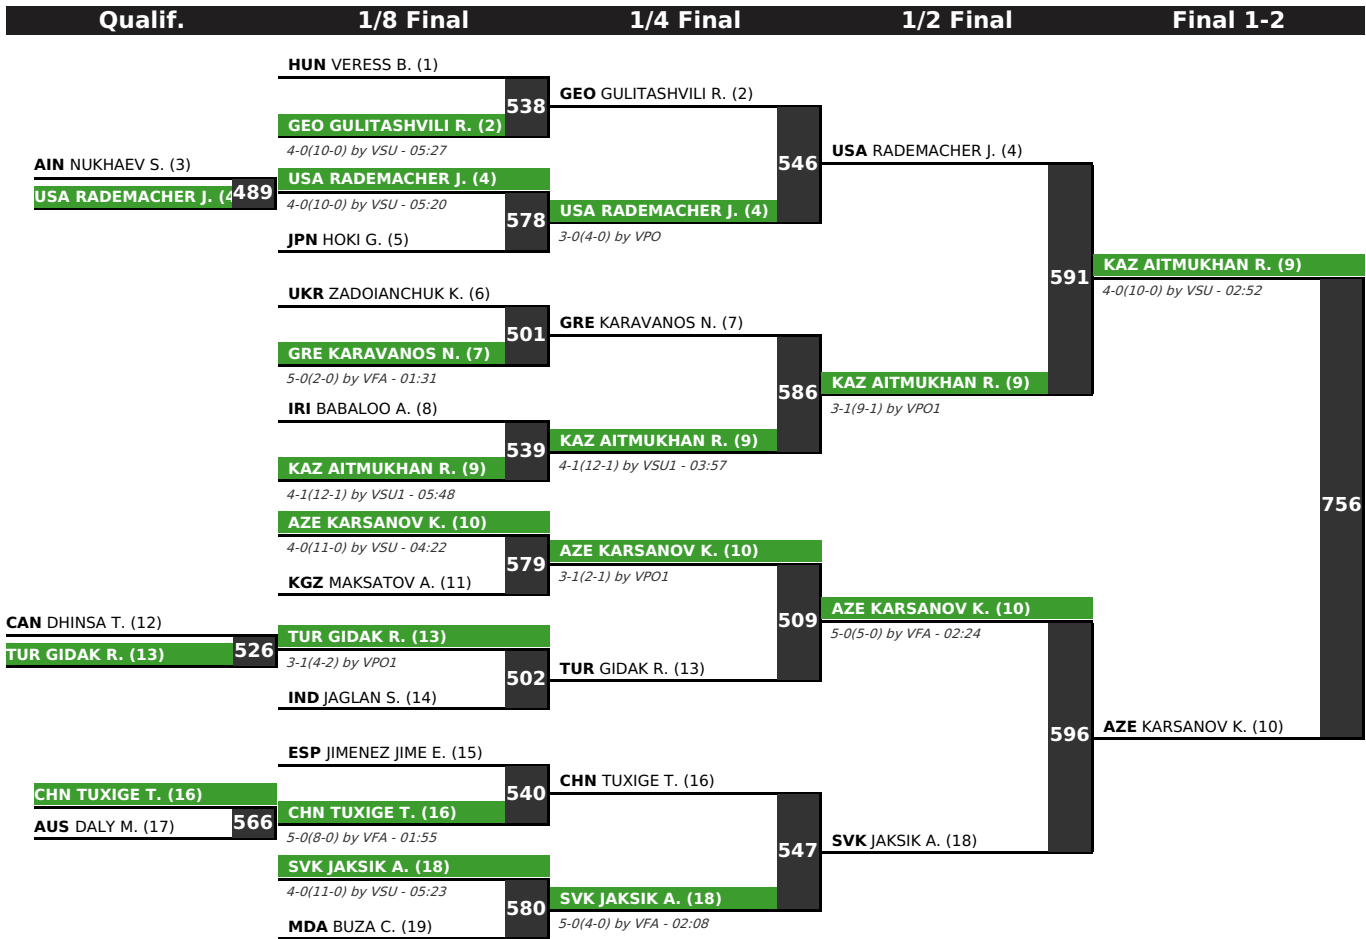 Qualif. 1/8 Final 1/4 Final 1/2 Final Final 1-2
AIN NUKHAEV S. (3)
USA RADEMACHER J. (4
489
CAN DHINSA T. (12)
TUR GIDAK R. (13)
526
CHN TUXIGE T. (16)
AUS DALY M. (17)
566
HUN VERESS B. (1)
538
GEO GULITASHVILI R. (2)
4-0(10-0) by VSU - 05:27
USA RADEMACHER J. (4)
4-0(10-0) by VSU - 05:20
578
JPN HOKI G. (5)
UKR ZADOIANCHUK K. (6)
501
GRE KARAVANOS N. (7)
5-0(2-0) by VFA - 01:31
IRI BABALOO A. (8)
539
KAZ AITMUKHAN R. (9)
4-1(12-1) by VSU1 - 05:48
AZE KARSANOV K. (10)
4-0(11-0) by VSU - 04:22
579
KGZ MAKSATOV A. (11)
TUR GIDAK R. (13)
3-1(4-2) by VPO1
502
IND JAGLAN S. (14)
ESP JIMENEZ JIME E. (15)
540
CHN TUXIGE T. (16)
5-0(8-0) by VFA - 01:55
SVK JAKSIK A. (18)
4-0(11-0) by VSU - 05:23
580
MDA BUZA C. (19)
GEO GULITASHVILI R. (2)
546
USA RADEMACHER J. (4)
3-0(4-0) by VPO
GRE KARAVANOS N. (7)
586
KAZ AITMUKHAN R. (9)
4-1(12-1) by VSU1 - 03:57
AZE KARSANOV K. (10)
3-1(2-1) by VPO1
509
TUR GIDAK R. (13)
CHN TUXIGE T. (16)
547
SVK JAKSIK A. (18)
5-0(4-0) by VFA - 02:08
USA RADEMACHER J. (4)
591
KAZ AITMUKHAN R. (9)
3-1(9-1) by VPO1
AZE KARSANOV K. (10)
5-0(5-0) by VFA - 02:24
596
SVK JAKSIK A. (18)
KAZ AITMUKHAN R. (9)
4-0(10-0) by VSU - 02:52
756
AZE KARSANOV K. (10)